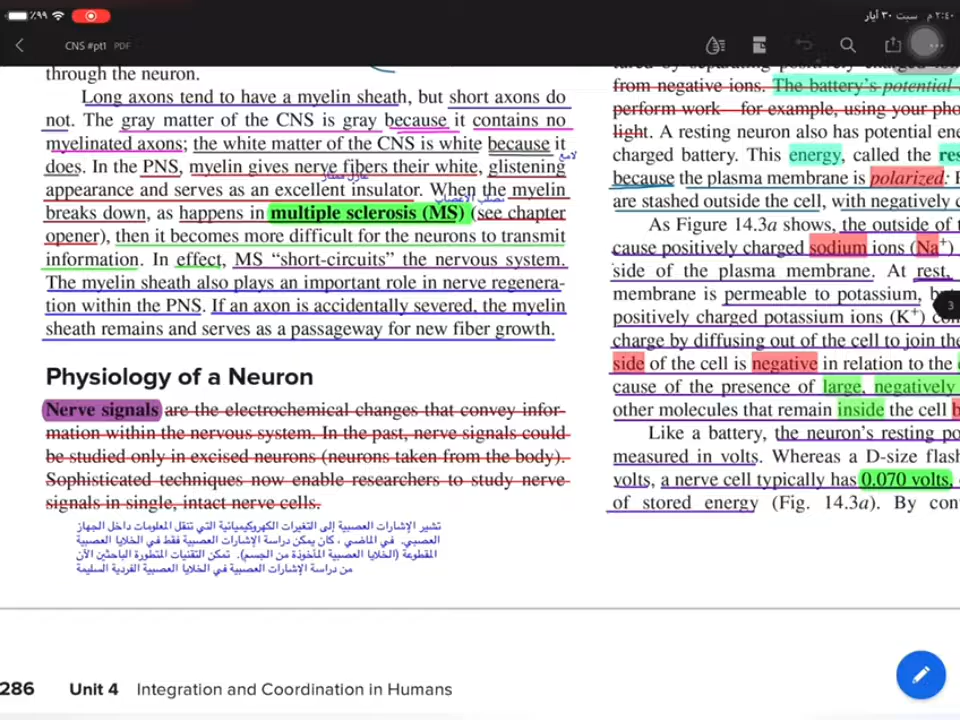 ٪٩٩
٢:٤٠ م سبت ٣٠ أيار
CNS #pt1 PDF
through the neuron.
Long axons tend to have a myelin sheath, but short axons do
not. The gray matter of the CNS is gray because it contains no
myelinated axons; the white matter of the CNS is white because it
لامع
does. In the PNS, myelin gives nerve fibers their white, glistening
عازل ممتاز
appearance and serves as an excellent insulator. When the myelin
تصلب الأعصاب
breaks down, as happens in multiple sclerosis (MS) (see chapter
opener), then it becomes more difficult for the neurons to transmit
information. In effect, MS “short-circuits” the nervous system.
The myelin sheath also plays an important role in nerve regenera-
tion within the PNS. If an axon is accidentally severed, the myelin
sheath remains and serves as a passageway for new fiber growth.
Physiology of a Neuron
Nerve signals are the electrochemical changes that convey infor-
mation within the nervous system. In the past, nerve signals could
be studied only in excised neurons (neurons taken from the body).
Sophisticated techniques now enable researchers to study nerve
signals in single, intact nerve cells.
تشير الإشارات العصبية إلى التغيرات الكهروكيميائية التي تنقل المعلومات داخل الجهاز
العصبي. في الماضي ، كان يمكن دراسة الإشارات العصبية فقط في الخلايا العصبية
المقطوعة (الخلايا العصبية المأخوذة من الجسم). تمكن التقنيات المتطورة الباحثين الآن
من دراسة الإشارات العصبية في الخلايا العصبية الفردية السليمة
from negative ions. The battery’s potential
perform work—for example, using your pho
light. A resting neuron also has potential ene
charged battery. This energy, called the res
because the plasma membrane is polarized: P
are stashed outside the cell, with negatively c
As Figure 14.3a shows, the outside of t
cause positively charged sodium ions (Na+)
side of the plasma membrane. At rest,
membrane is permeable to potassium, b
positively charged potassium ions (K+) con
3
charge by diffusing out of the cell to join the
side of the cell is negative in relation to the
cause of the presence of large, negatively
other molecules that remain inside the cell b
Like a battery, the neuron’s resting po
measured in volts. Whereas a D-size flash
volts, a nerve cell typically has 0.070 volts,
of stored energy (Fig. 14.3a). By con
286 Unit 4 Integration and Coordination in Humans